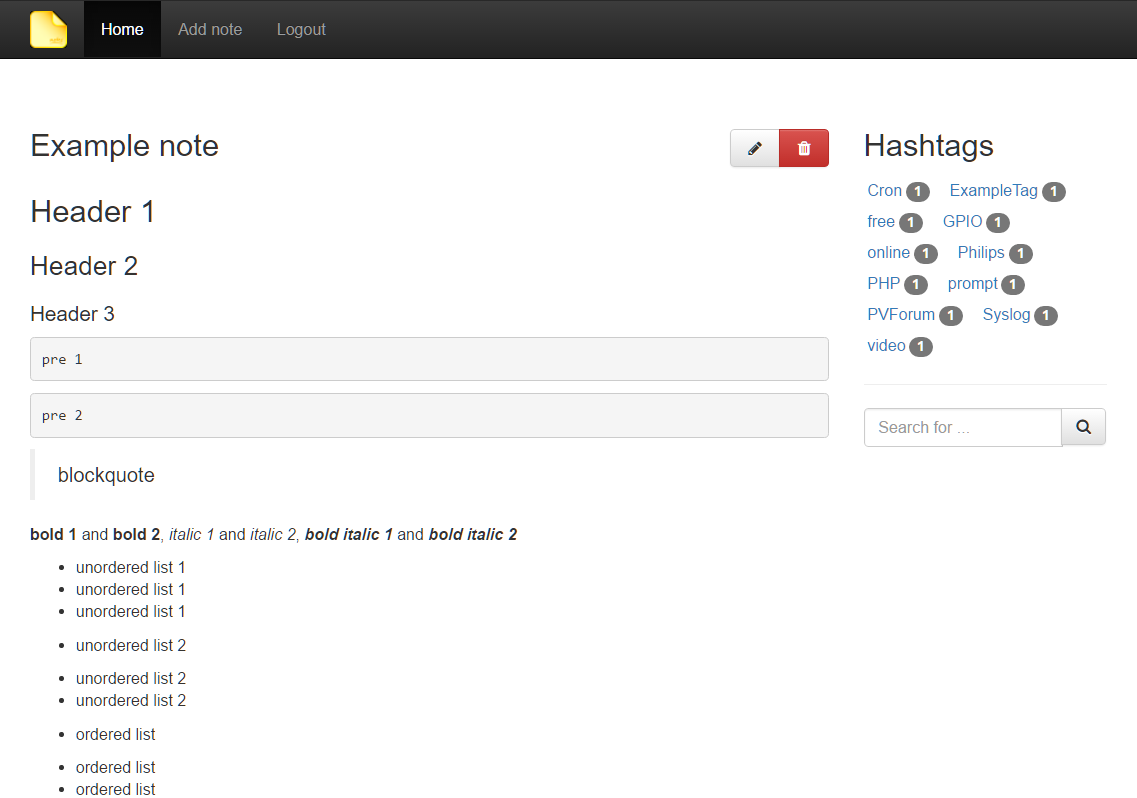 Home Add note Logout
Example note
Header 1
Header 2
Header 3
pre 1
pre 2
blockquote
bold 1 and bold 2, italic 1 and italic 2, bold italic 1 and bold italic 2
unordered list 1
unordered list 1
unordered list 1
unordered list 2
unordered list 2
unordered list 2
ordered list
ordered list
ordered list
Hashtags
Cron 1 ExampleTag 1
free 1 GPIO 1
online 1 Philips 1
PHP 1 prompt 1
PVForum 1 Syslog 1
video 1
Search for ...